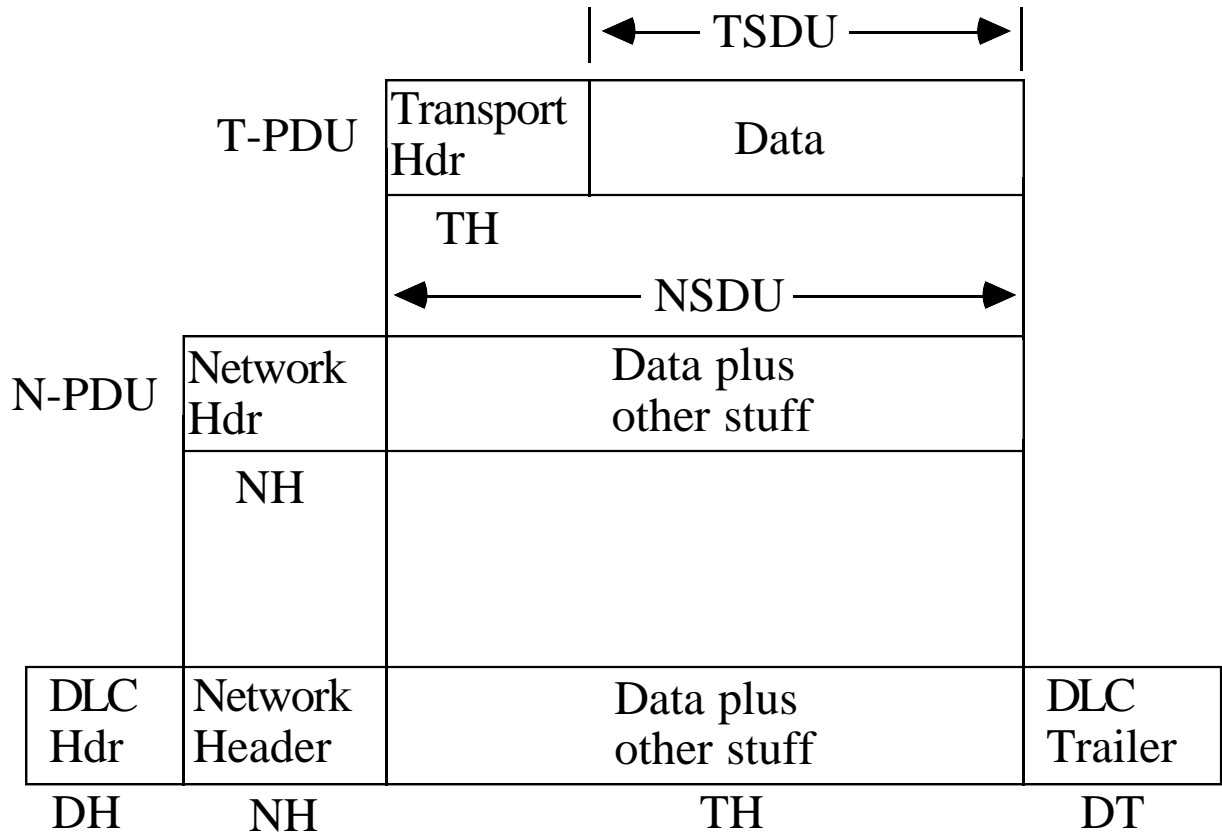 TSDU
T-PDU
Transport
Hdr
Data
TH
NSDU
N-PDU
Network
Hdr
Data plus
other stuff
NH
DLC
Hdr
Network
Header
Data plus
other stuff
DLC
Trailer
DH
NH
TH
DT